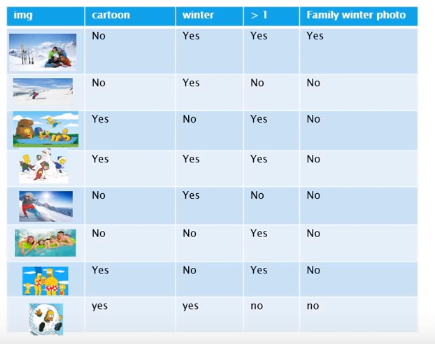 img cartoon winter > 1 Family winter photo
No Yes Yes Yes
No Yes No No
Yes No Yes No
Yes Yes Yes No
No Yes No No
No No Yes No
Yes No Yes No
yes yes no no